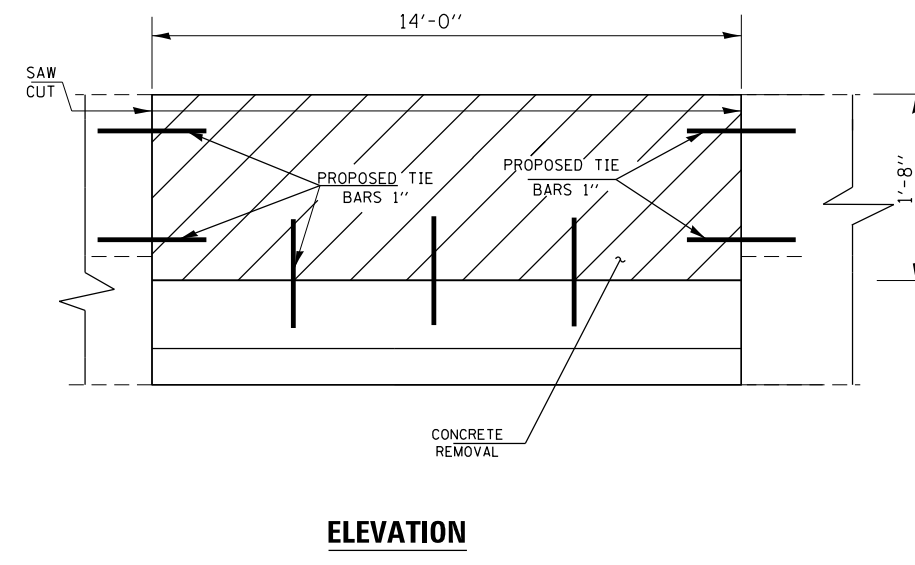 14'-0''
SAW
CUT
PROPOSED TIE
BARS 1''
PROPOSED TIE
BARS 1''
1'-8''
CONCRETE
REMOVAL
ELEVATION